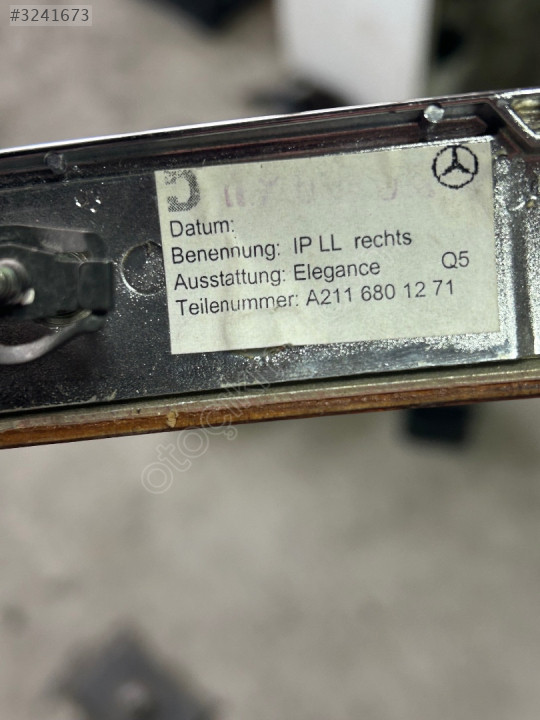 #3241673
Datum:
Benennung: IP LL rechts
Ausstattung: Elegance Q5
Teilenummer: A211 680 12 71